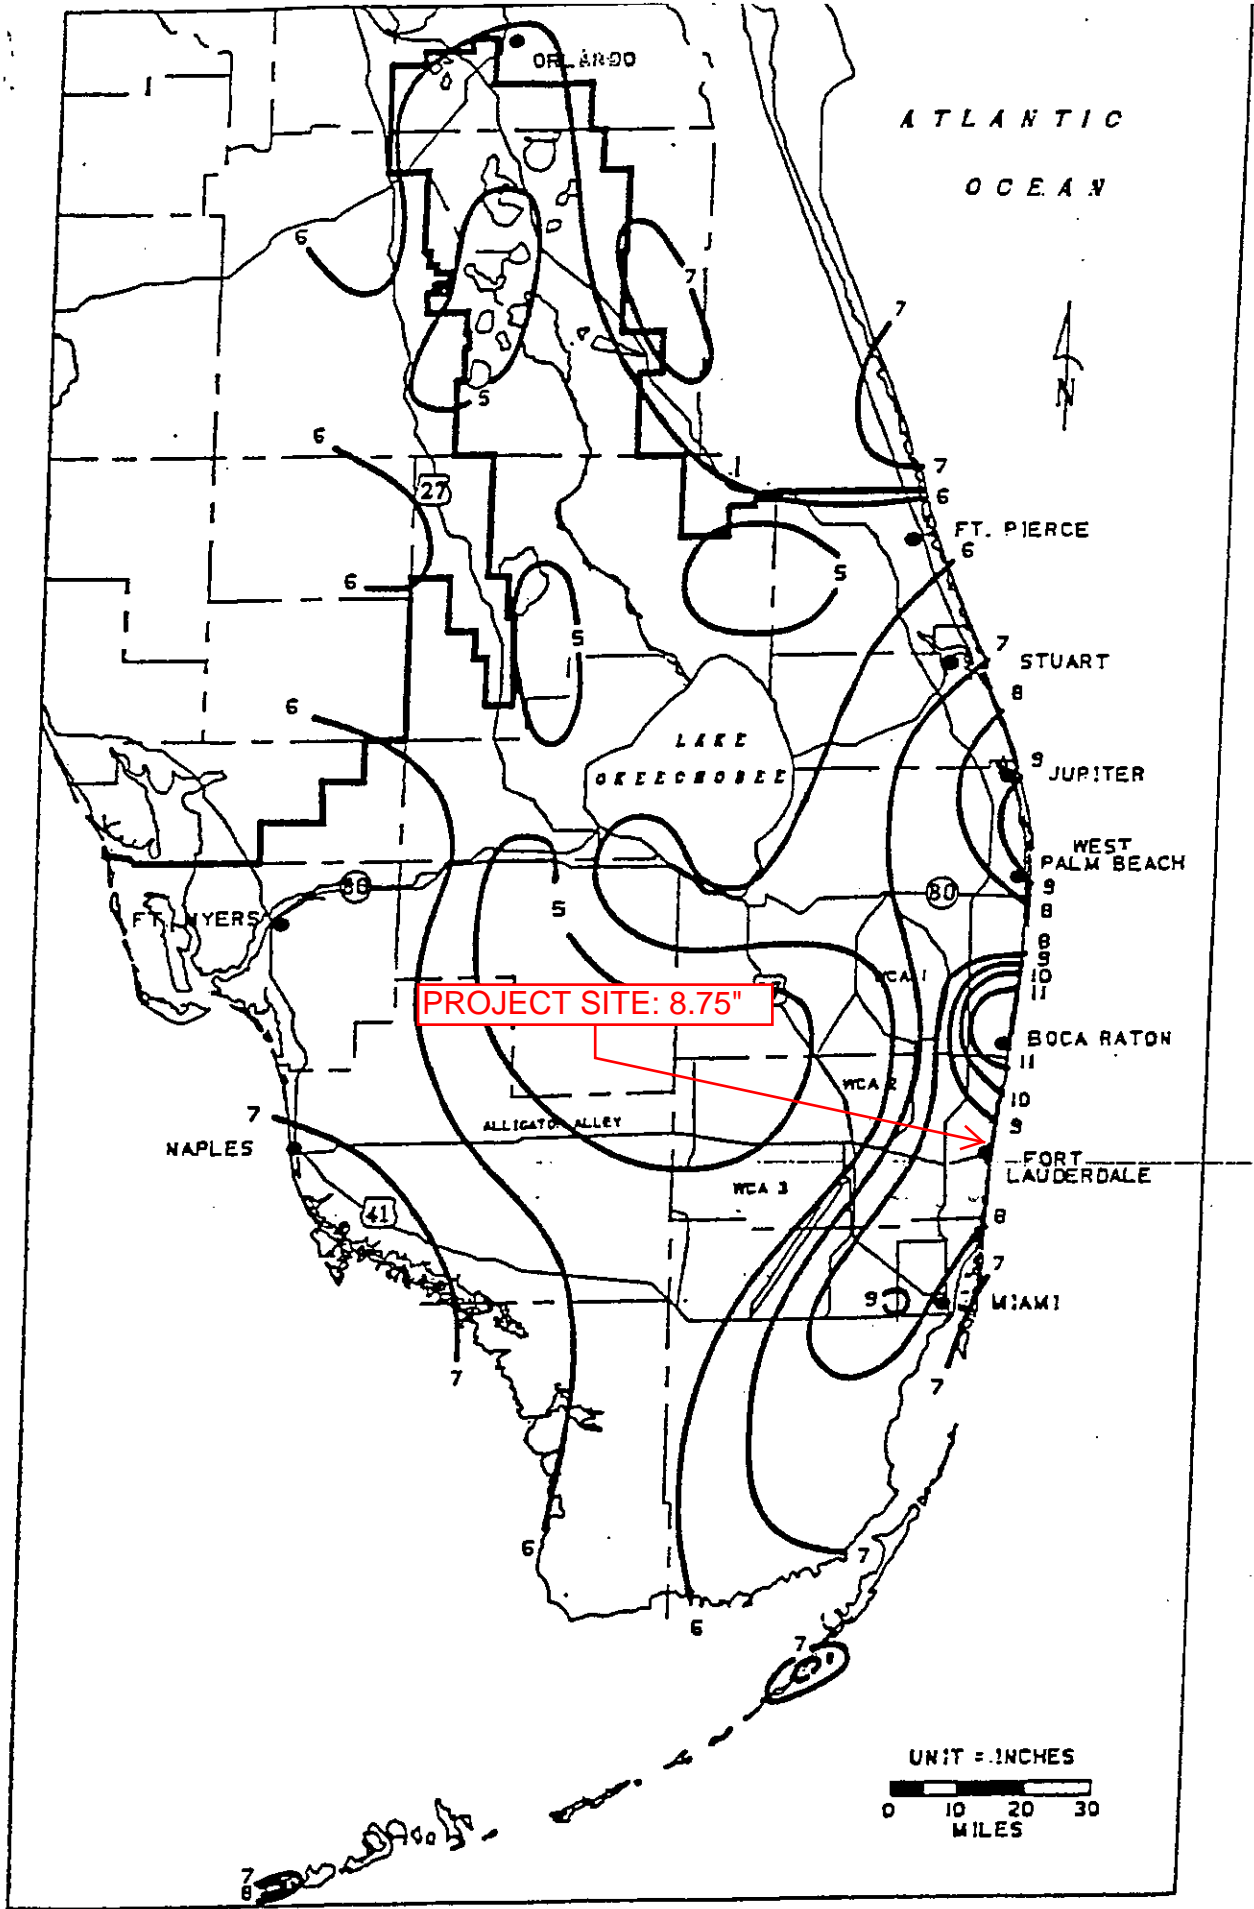 ORLANDO
ATLANTIC
OCEAN
6
7
7
N
5
6
7
27
6
FT. PIERCE
6
5
6
5
7
STUART
6
8
LAKE
OKEECHOBEE
9
JUPITER
WEST
PALM BEACH
80
9
5
8
FT. MYERS
8
9
WCA 1
10
11
PROJECT SITE: 8.75"
BOCA RATON
11
WCA 2
10
7
ALLIGATOR ALLEY
9
NAPLES
FORT
LAUDERDALE
WCA 3
41
8
7
9
MIAMI
7
7
6
7
6
7
UNIT = INCHES
0 10 20 30
MILES
7
8